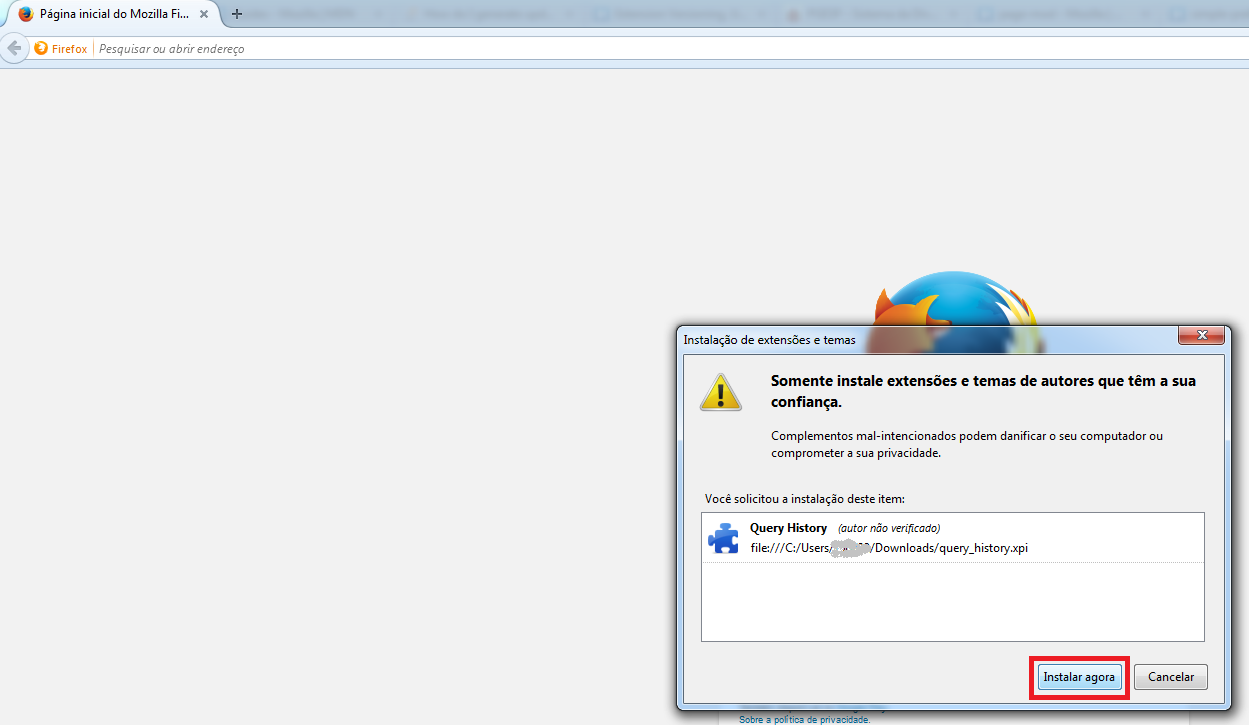 Página inicial do Mozilla Fi...
Firefox
Pesquisar ou abrir endereço
Instalação de extensões e temas
Somente instale extensões e temas de autores que têm a sua
confiança.
Complementos mal-intencionados podem danificar o seu computador ou
comprometer a sua privacidade.
Você solicitou a instalação deste item:
Query History (autor não verificado)
file:///C:/Users/ /Downloads/query_history.xpi
Instalar agora
Cancelar
Sobre a política de privacidade.